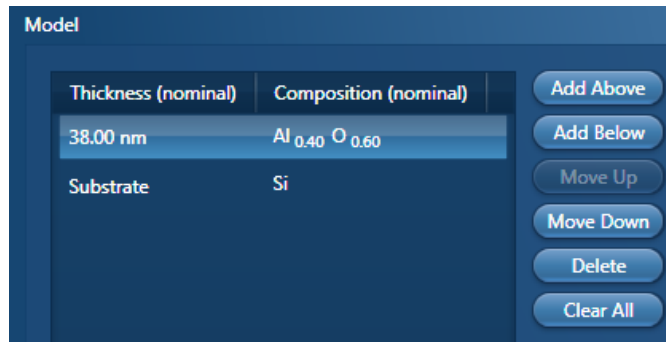 Model
Thickness (nominal) Composition (nominal)
38.00 nm Al 0.40 O 0.60
Substrate Si
Add Above
Add Below
Move Up
Move Down
Delete
Clear All